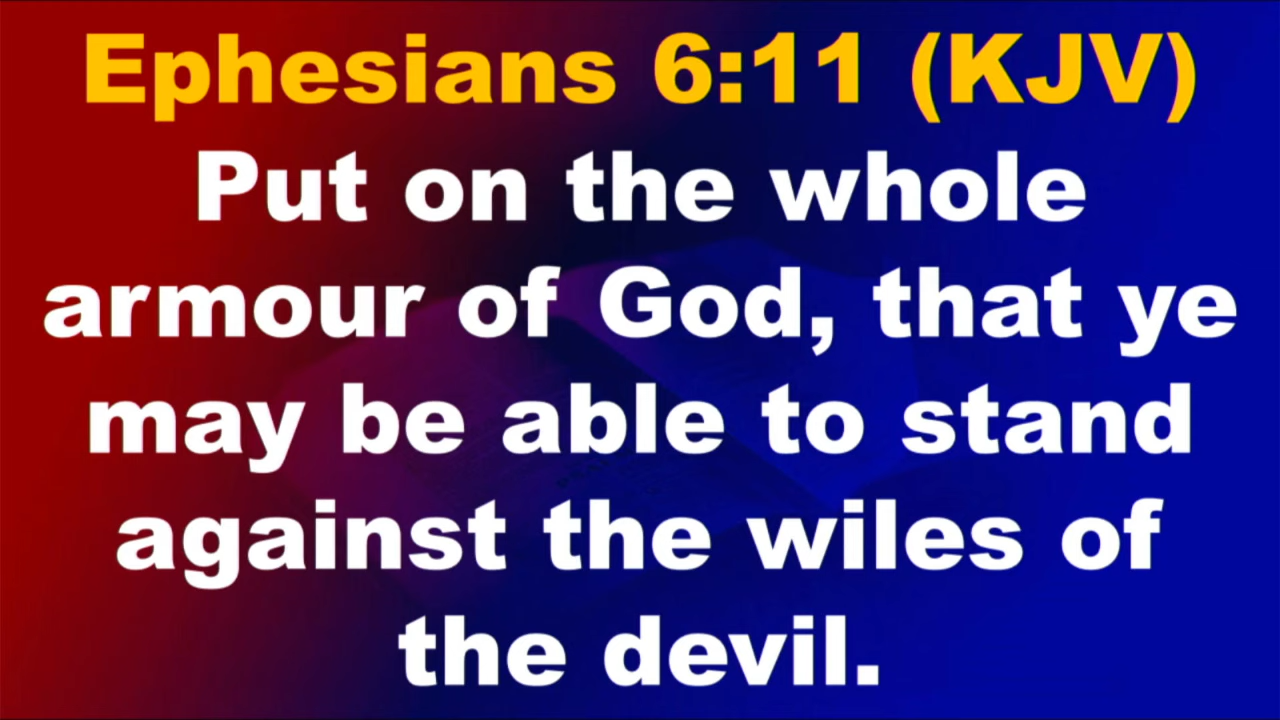 Ephesians 6:11 (KJV)
Put on the whole
armour of God, that ye
may be able to stand
against the wiles of
the devil.